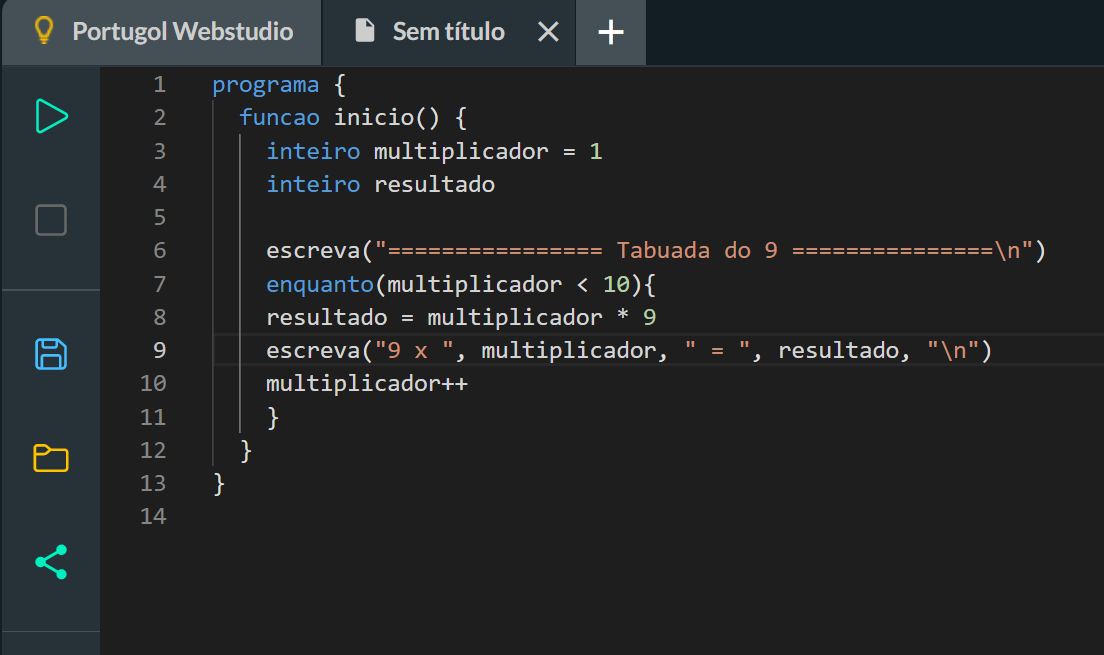 Portugol Webstudio Sem título
1 programa {
2 funcao inicio() {
3 inteiro multiplicador = 1
4 inteiro resultado
5
6 escreva("================ Tabuada do 9 ===============\n")
7 enquanto(multiplicador < 10){
8 resultado = multiplicador * 9
9 escreva("9 x ", multiplicador, " = ", resultado, "\n")
10 multiplicador++
11 }
12 }
13 }
14